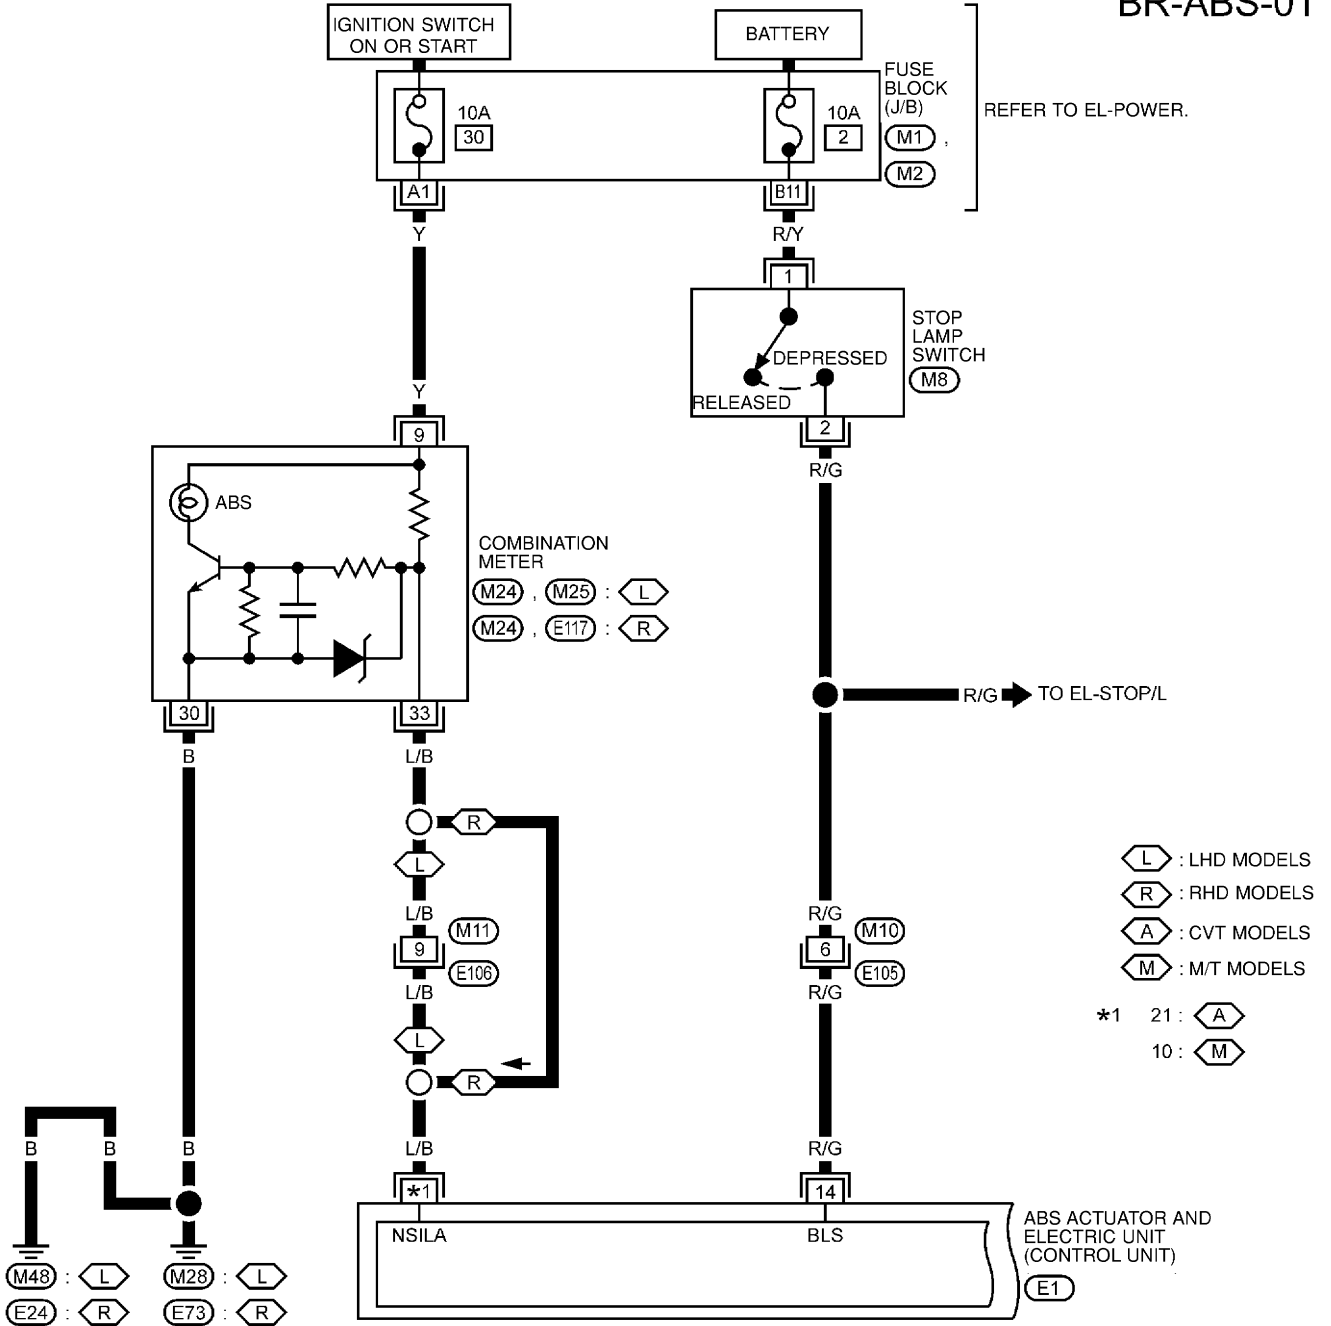 BR-ABS-01
IGNITION SWITCH
ON OR START
BATTERY
FUSE
BLOCK
(J/B)
M1 ,
M2
REFER TO EL-POWER.
10A
30
10A
2
A1
B11
Y
R/Y
1
STOP
LAMP
SWITCH
M8
DEPRESSED
RELEASED
Y
9
2
R/G
ABS
COMBINATION
METER
M24 , M25 : L
M24 , E117 : R
R/G
TO EL-STOP/L
30
33
B
L/B
R
L
L/B
M11
9
E106
L/B
L
R
R/G
M10
6
E105
R/G
L : LHD MODELS
R : RHD MODELS
A : CVT MODELS
M : M/T MODELS
*1 21 : A
10 : M
B
B
B
L/B
R/G
*1
14
NSILA
BLS
ABS ACTUATOR AND
ELECTRIC UNIT
(CONTROL UNIT)
E1
M48 : L
M28 : L
E24 : R
E73 : R